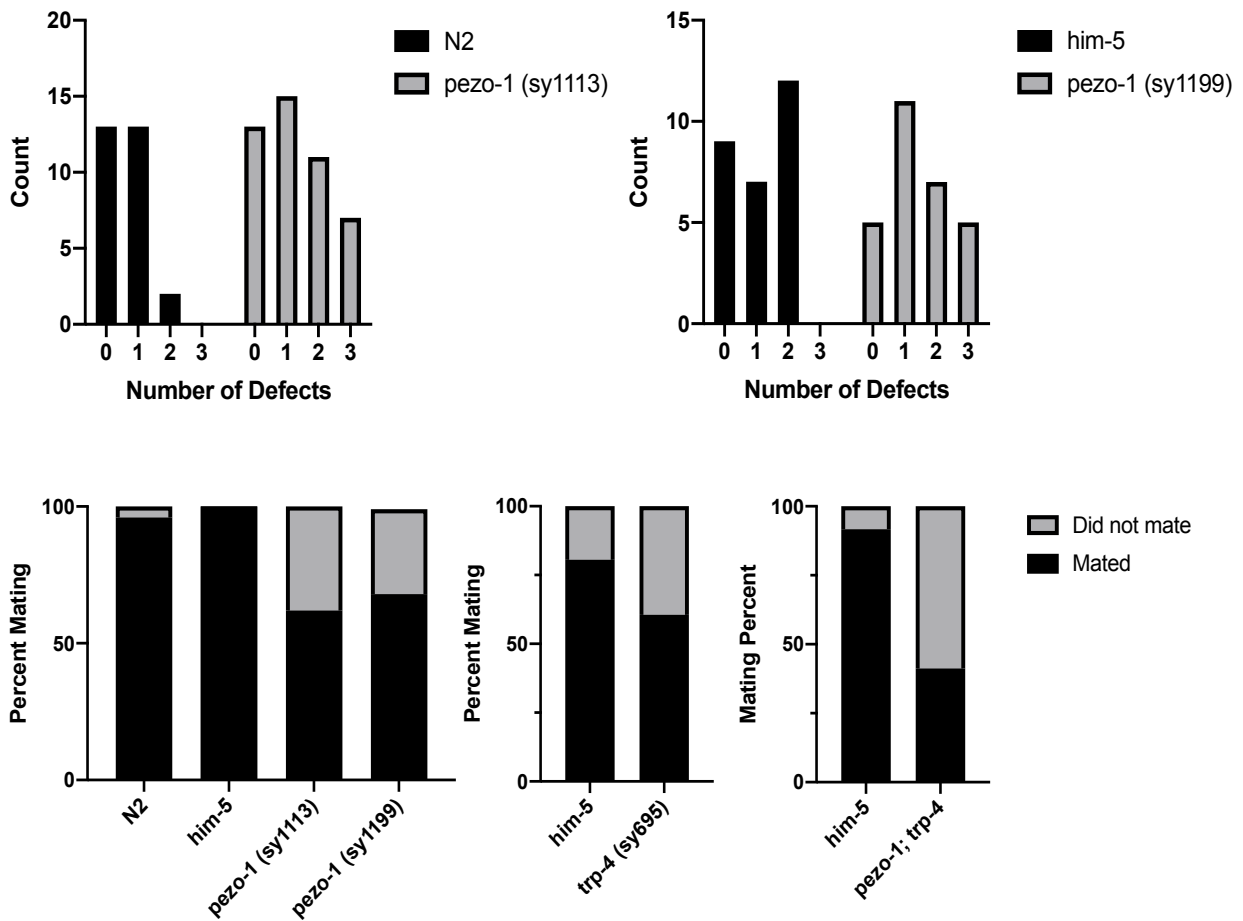 20
15
10
5
0
Count
0 1 2 3 0 1 2 3
Number of Defects
N2
pezo-1 (sy1113)
15
10
5
0
Count
0 1 2 3 0 1 2 3
Number of Defects
him-5
pezo-1 (sy1199)
100
50
0
Percent Mating
N2
him-5
pezo-1 (sy1113)
pezo-1 (sy1199)
100
50
0
Percent Mating
him-5
trp-4 (sy695)
100
50
0
Mating Percent
him-5
pezo-1; trp-4
Did not mate
Mated